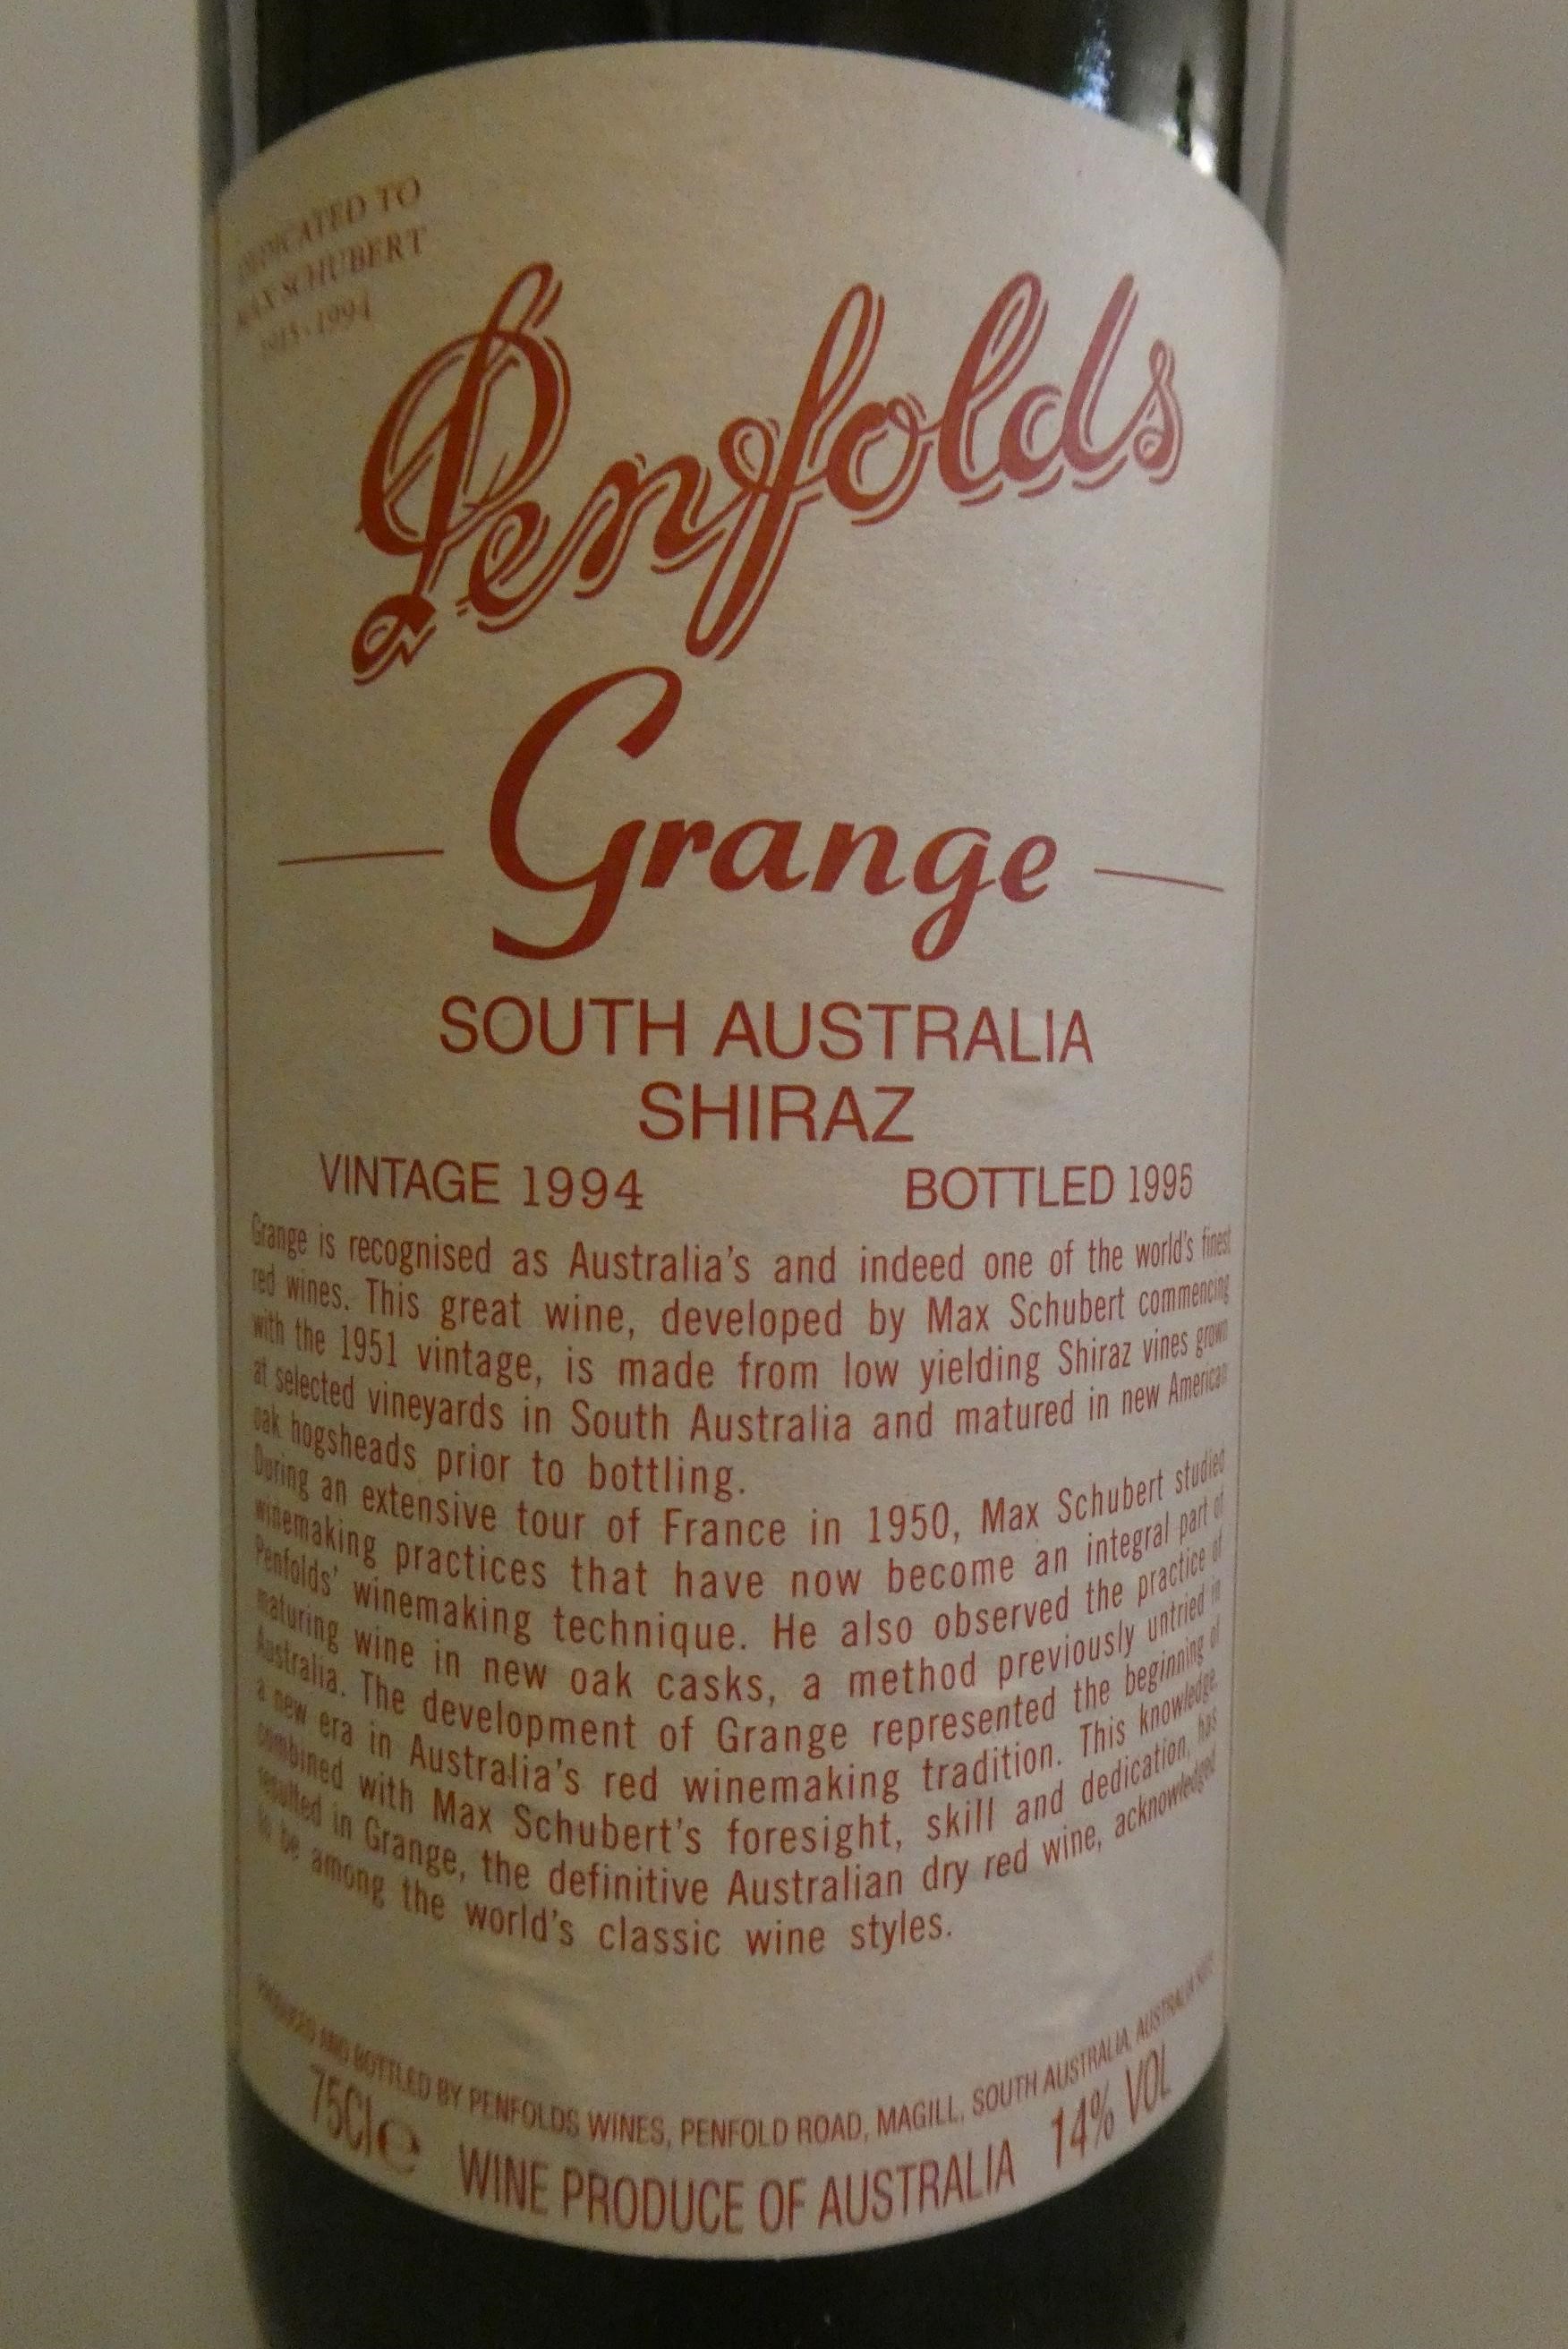 DEDICATED TO
MAX SCHUBERT
1915-1994
Penfolds
Grange
SOUTH AUSTRALIA
SHIRAZ
VINTAGE 1994 BOTTLED 1995
Grange is recognised as Australia's and indeed one of the world's finest
red wines. This great wine, developed by Max Schubert commencing
with the 1951 vintage, is made from low yielding Shiraz vines grown
at selected vineyards in South Australia and matured in new American
oak hogsheads prior to bottling.
During an extensive tour of France in 1950, Max Schubert studied
winemaking practices that have now become an integral part of
Penfolds' winemaking technique. He also observed the practice of
maturing wine in new oak casks, a method previously untried in
Australia. The development of Grange represented the beginning of
a new era in Australia's red winemaking tradition. This knowledge,
combined with Max Schubert's foresight, skill and dedication, has
resulted in Grange, the definitive Australian dry red wine, acknowledged
to be among the world's classic wine styles.
PRODUCED AND BOTTLED BY PENFOLDS WINES, PENFOLD ROAD, MAGILL, SOUTH AUSTRALIA, AUSTRALIA
75Cl e WINE PRODUCE OF AUSTRALIA 14% VOL